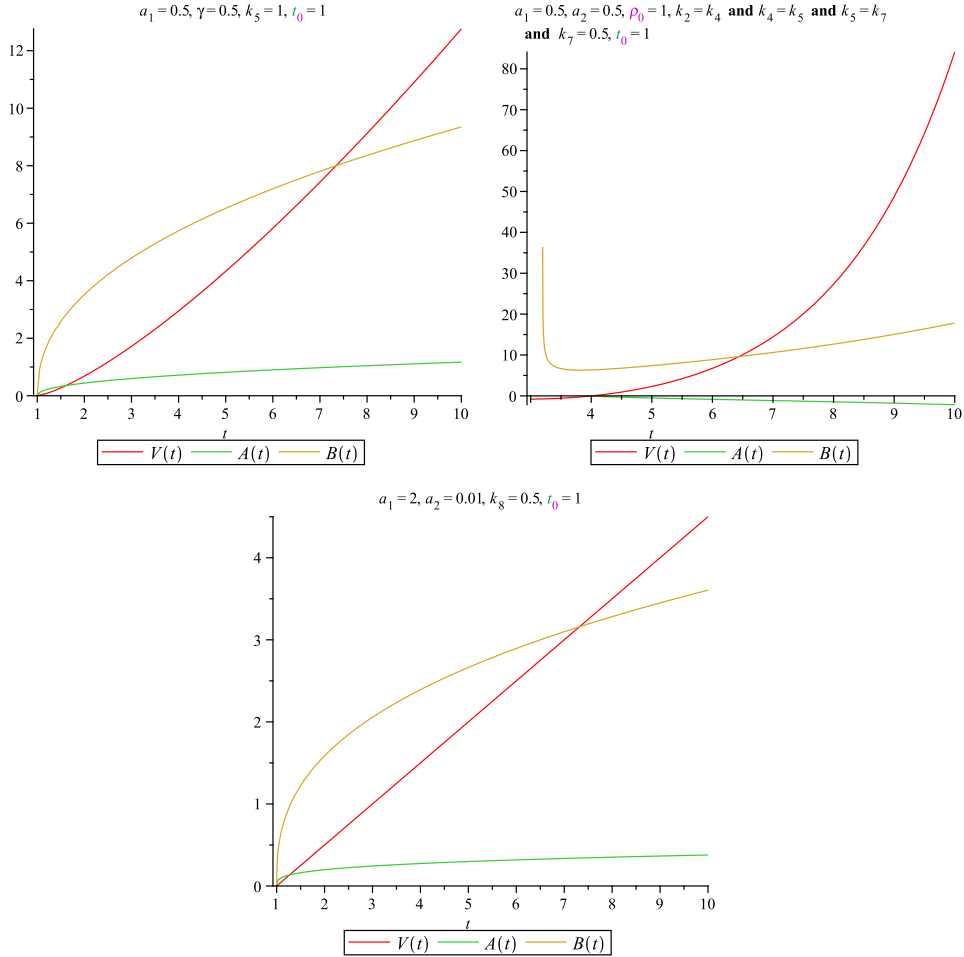 a₁ = 0.5, γ = 0.5, k₅ = 1, t₀ = 1
12
10
8
6
4
2
0
1 2 3 4 5 6 7 8 9 10
t
V(t) A(t) B(t)
a₁ = 0.5, a₂ = 0.5, ρ₀ = 1, k₂ = k₄ and k₄ = k₅ and k₅ = k₇
and k₇ = 0.5, t₀ = 1
80
70
60
50
40
30
20
10
0
4 5 6 7 8 9 10
t
V(t) A(t) B(t)
a₁ = 2, a₂ = 0.01, k₈ = 0.5, t₀ = 1
4
3
2
1
0
1 2 3 4 5 6 7 8 9 10
t
V(t) A(t) B(t)